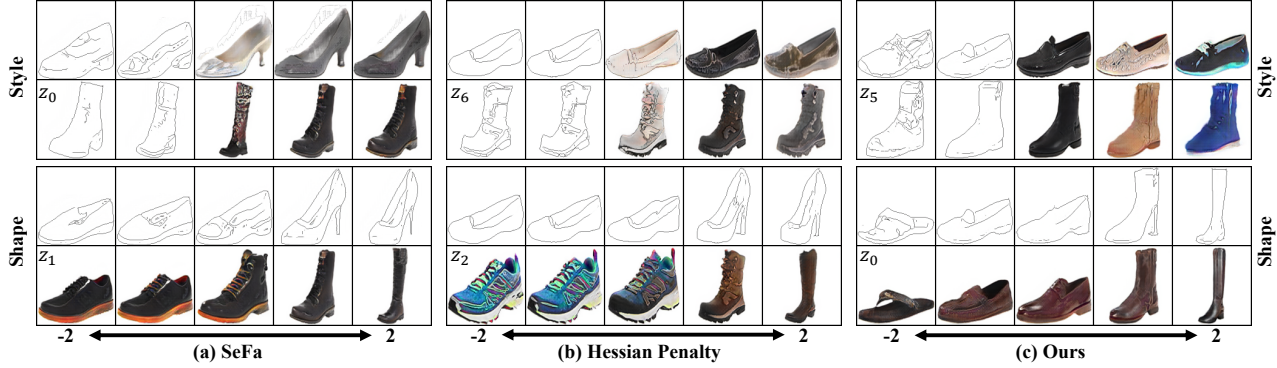 Style
z0
z6
z5
Style
Shape
z1
z2
z0
Shape
-2 2 -2 2 -2 2
(a) SeFa (b) Hessian Penalty (c) Ours